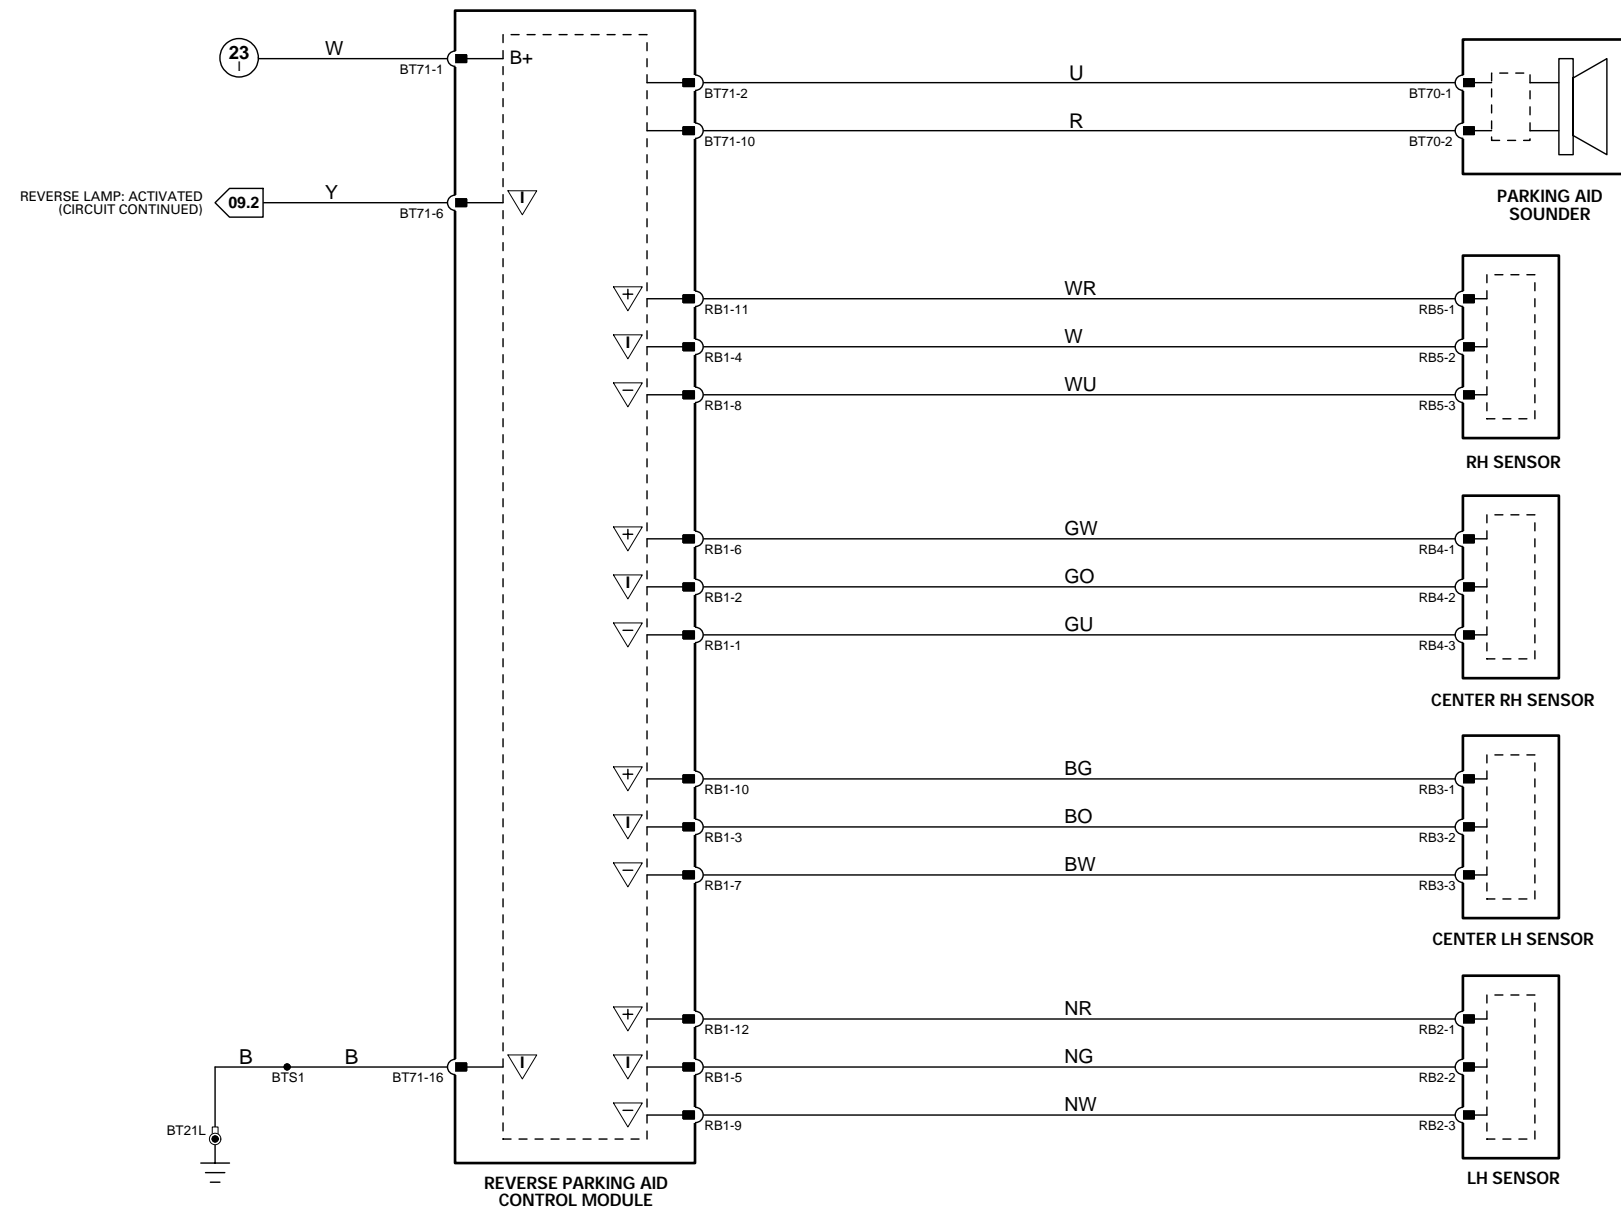 23
I
W
BT71-1
B+
BT71-2
U
BT70-1
BT71-10
R
BT70-2
PARKING AID
SOUNDER
REVERSE LAMP: ACTIVATED
(CIRCUIT CONTINUED)
09.2
Y
BT71-6
I
+
RB1-11
WR
RB5-1
I
RB1-4
W
RB5-2
–
RB1-8
WU
RB5-3
RH SENSOR
+
RB1-6
GW
RB4-1
I
RB1-2
GO
RB4-2
–
RB1-1
GU
RB4-3
CENTER RH SENSOR
+
RB1-10
BG
RB3-1
I
RB1-3
BO
RB3-2
–
RB1-7
BW
RB3-3
CENTER LH SENSOR
+
RB1-12
NR
RB2-1
B
BTS1
B
BT71-16
I
I
RB1-5
NG
RB2-2
–
RB1-9
NW
RB2-3
BT21L
LH SENSOR
REVERSE PARKING AID
CONTROL MODULE